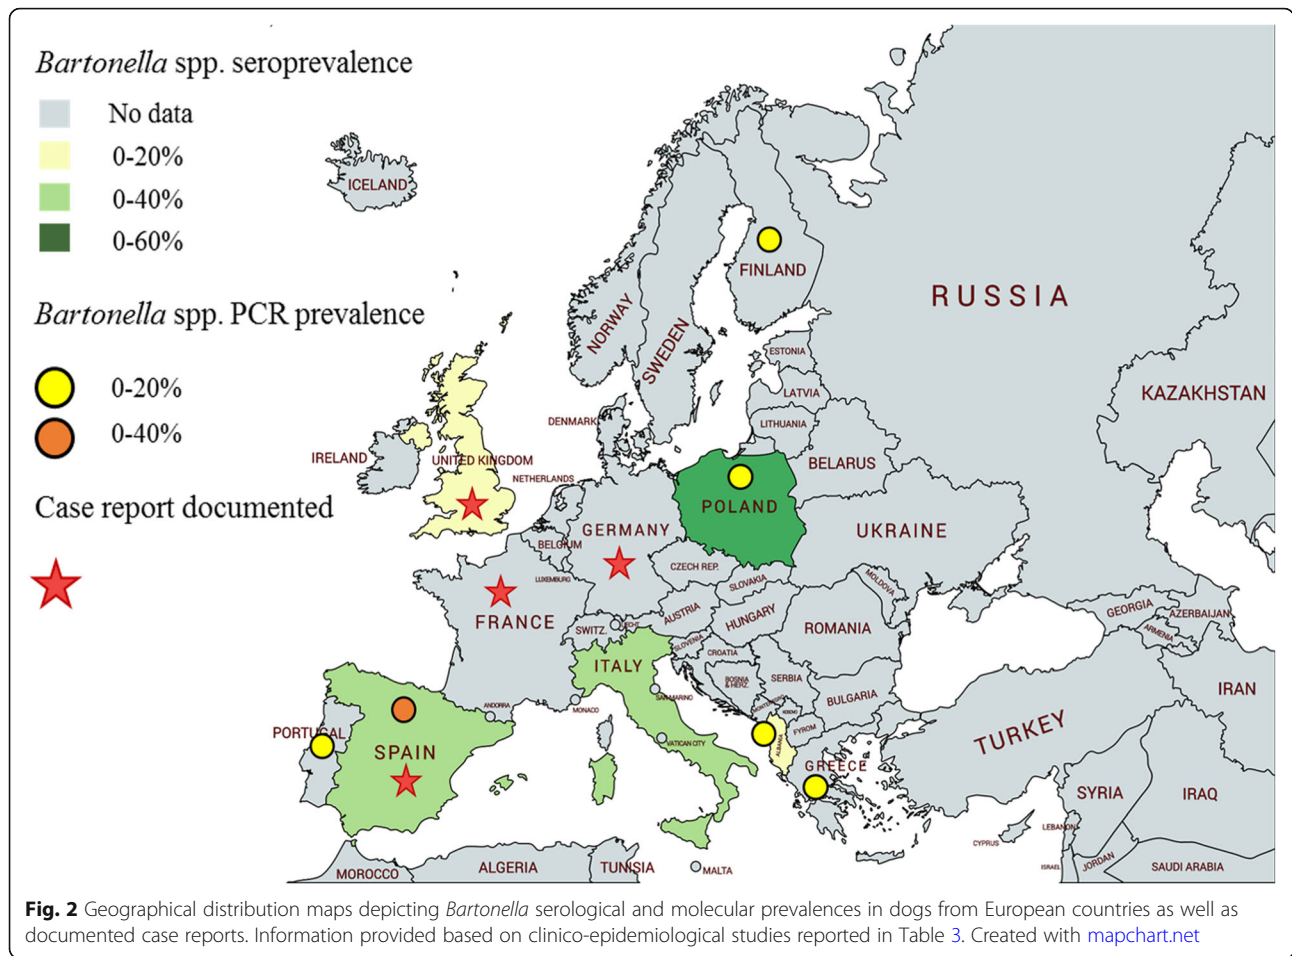 Bartonella spp. seroprevalence
No data
0-20%
0-40%
0-60%
Bartonella spp. PCR prevalence
0-20%
0-40%
Case report documented
ICELAND
FINLAND
RUSSIA
NORWAY
SWEDEN
ESTONIA
LATVIA
KAZAKHSTAN
DENMARK
LITHUANIA
IRELAND
UNITED KINGDOM
BELARUS
NETHERLANDS
POLAND
GERMANY
UKRAINE
BELGIUM
CZECH REP.
LUXEMBURG
SLOVAKIA
MOLDOVA
FRANCE
AUSTRIA
HUNGARY
GEORGIA
AZERBAIJAN
SWITZ.
LIECHT.
ROMANIA
ARMENIA
SLOVENIA
CROATIA
ITALY
BOSNIA
& HERZ.
SERBIA
IRAN
SAN MARINO
BULGARIA
ANDORRA
MONACO
MONTENEGRO
KOSOVO
PORTUGAL
SPAIN
VATICAN CITY
ALBANIA
FYROM
TURKEY
GREECE
SYRIA
IRAQ
LEBANON
CYPRUS
MOROCCO
ALGERIA
TUNISIA
MALTA
ISRAEL
JORDAN
SAUDI ARABIA
Fig. 2 Geographical distribution maps depicting Bartonella serological and molecular prevalences in dogs from European countries as well as
documented case reports. Information provided based on clinico-epidemiological studies reported in Table 3. Created with mapchart.net